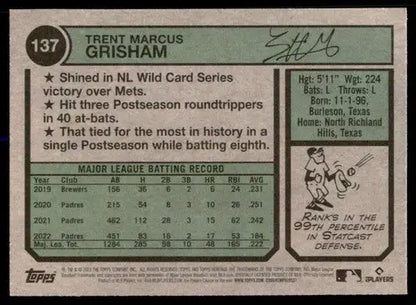 137
TRENT MARCUS
GRISHAM
★ Shined in NL Wild Card Series
victory over Mets.
★ Hit three Postseason roundtrippers
in 40 at-bats.
★ That tied for the most in history in a
single Postseason while batting eighth.
Hgt: 5'11" Wgt: 224
Bats: L Throws: L
Born: 11-1-96,
Burleson, Texas
Home: North Richland
Hills, Texas
MAJOR LEAGUE BATTING RECORD
Year Club AB H 2B 3B HR RBI AVG
2019 Brewers 156 36 6 2 6 24 .231
2020 Padres 215 54 8 3 10 26 .251
2021 Padres 462 112 28 2 15 62 .242
2022 Padres 451 83 16 2 17 53 .184
Maj. Leo. Tot. 1284 285 58 9 48 165 .222
RANKS IN THE
99TH PERCENTILE IN
STATCAST DEFENSE.
TOPPS
PLAYERS